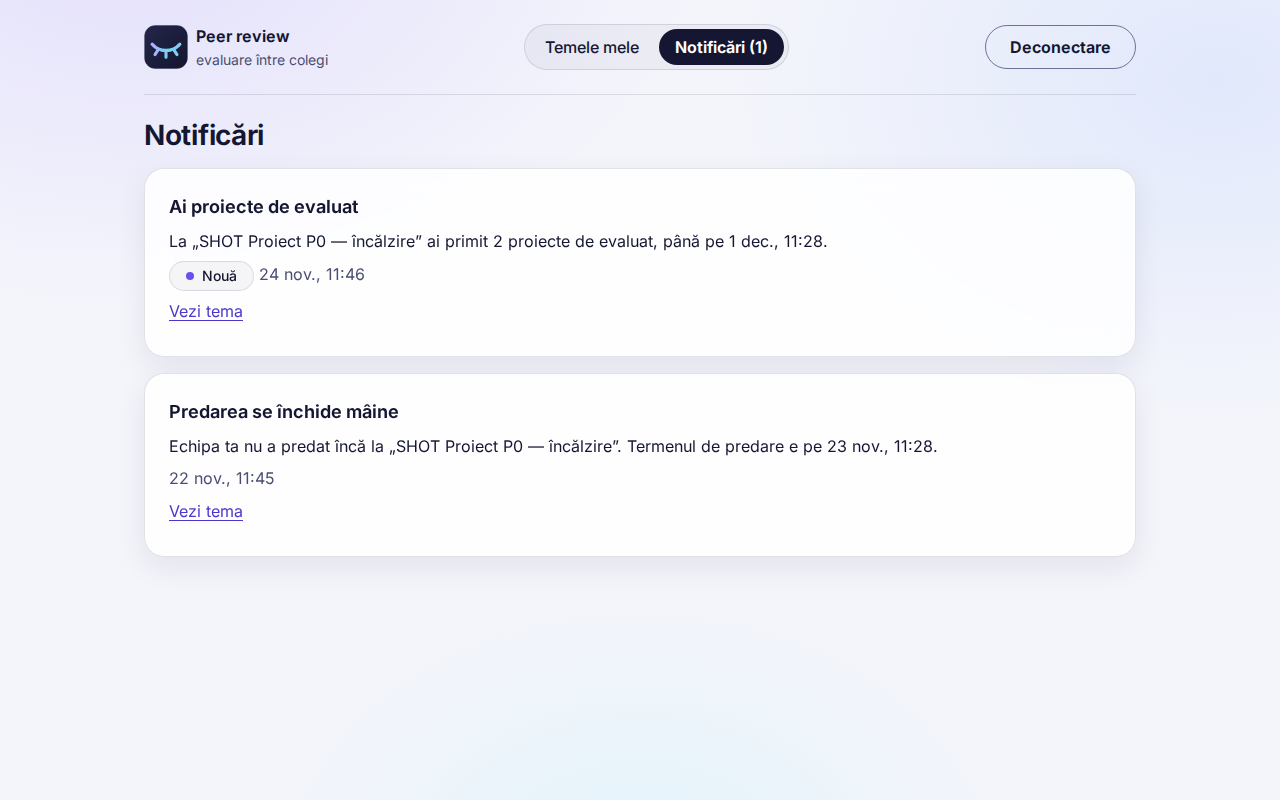 Peer review
evaluare între colegi
Temele mele
Notificări (1)
Deconectare
Notificări
Ai proiecte de evaluat
La „SHOT Proiect P0 — încălzire” ai primit 2 proiecte de evaluat, până pe 1 dec., 11:28.
Nouă 24 nov., 11:46
Vezi tema
Predarea se închide mâine
Echipa ta nu a predat încă la „SHOT Proiect P0 — încălzire”. Termenul de predare e pe 23 nov., 11:28.
22 nov., 11:45
Vezi tema